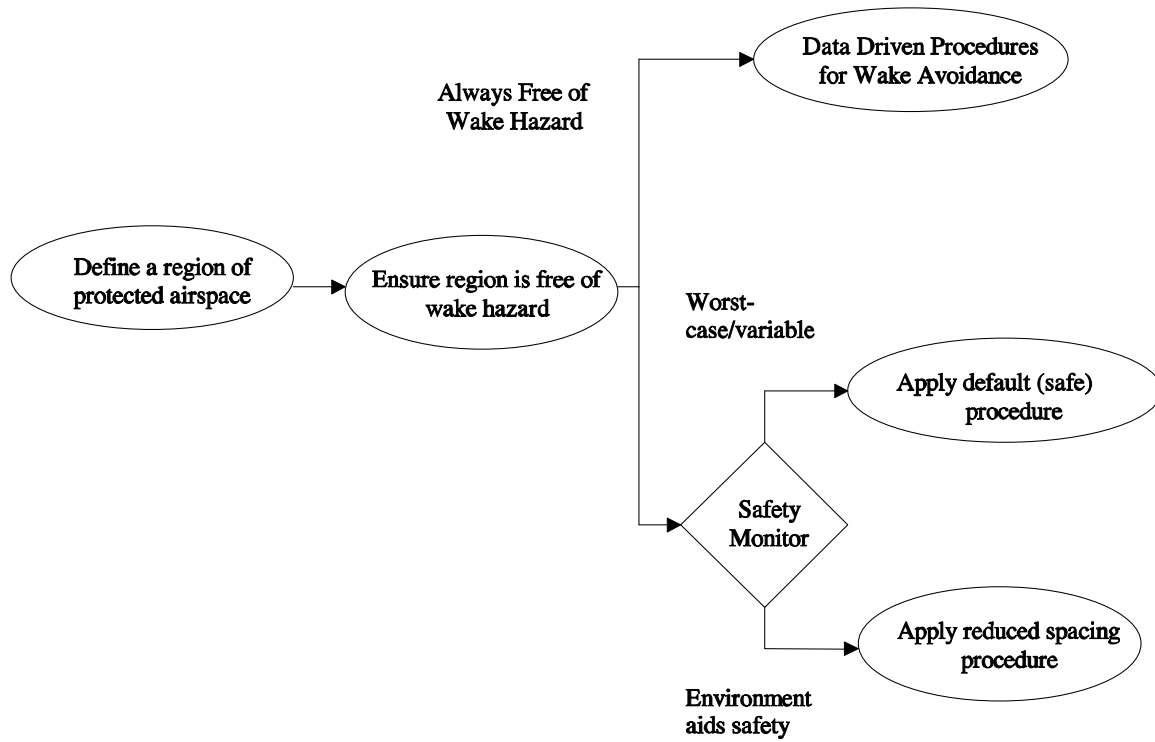 Data Driven Procedures
for Wake Avoidance
Always Free of
Wake Hazard
Define a region of
protected airspace
Ensure region is free of
wake hazard
Worst-
case/variable
Apply default (safe)
procedure
Safety
Monitor
Apply reduced spacing
procedure
Environment
aids safety